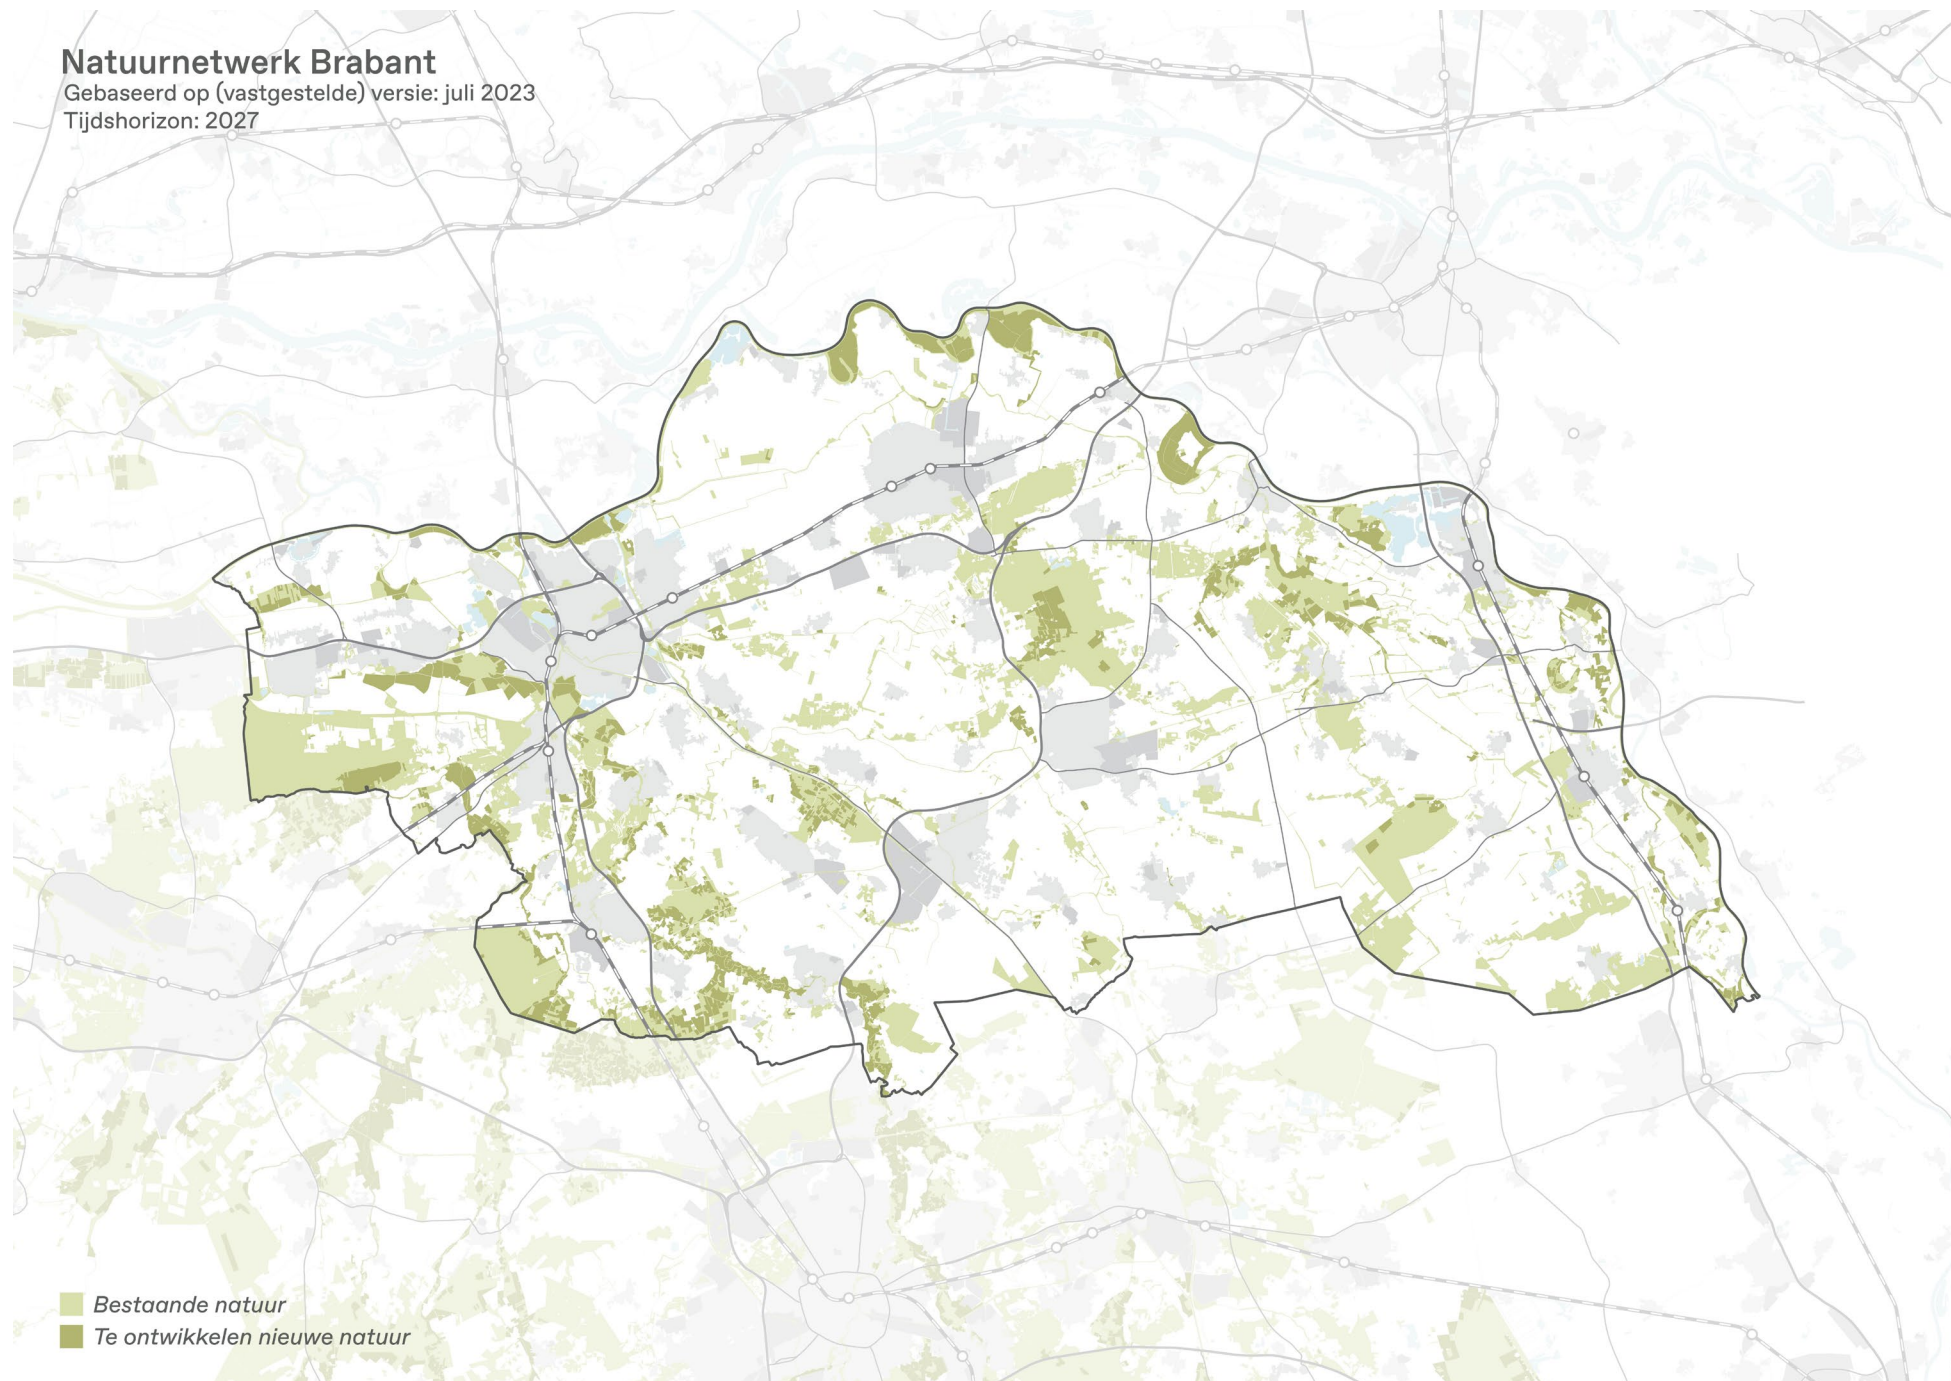 Natuurnetwerk Brabant
Gebaseerd op (vastgestelde) versie: juli 2023
Tijdshorizon: 2027
Bestaande natuur
Te ontwikkelen nieuwe natuur